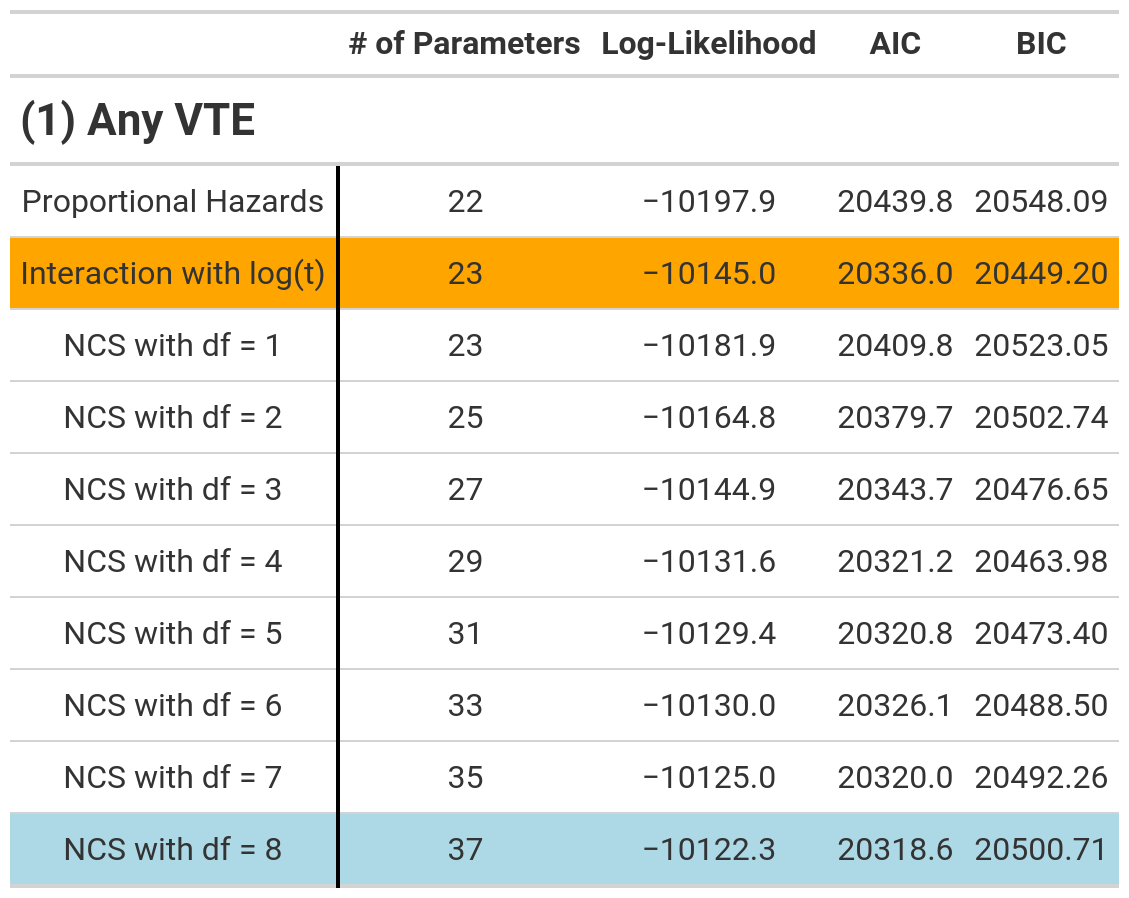 # of Parameters Log-Likelihood AIC BIC
(1) Any VTE
Proportional Hazards 22 −10197.9 20439.8 20548.09
Interaction with log(t) 23 −10145.0 20336.0 20449.20
NCS with df = 1 23 −10181.9 20409.8 20523.05
NCS with df = 2 25 −10164.8 20379.7 20502.74
NCS with df = 3 27 −10144.9 20343.7 20476.65
NCS with df = 4 29 −10131.6 20321.2 20463.98
NCS with df = 5 31 −10129.4 20320.8 20473.40
NCS with df = 6 33 −10130.0 20326.1 20488.50
NCS with df = 7 35 −10125.0 20320.0 20492.26
NCS with df = 8 37 −10122.3 20318.6 20500.71